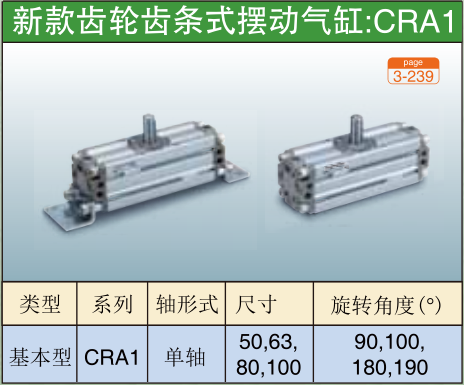 新款齿轮齿条式摆动气缸:CRA1
page
3-239
类型 系列 轴形式 尺寸 旋转角度(°)
基本型 CRA1 单轴 50,63, 90,100,
80,100 180,190